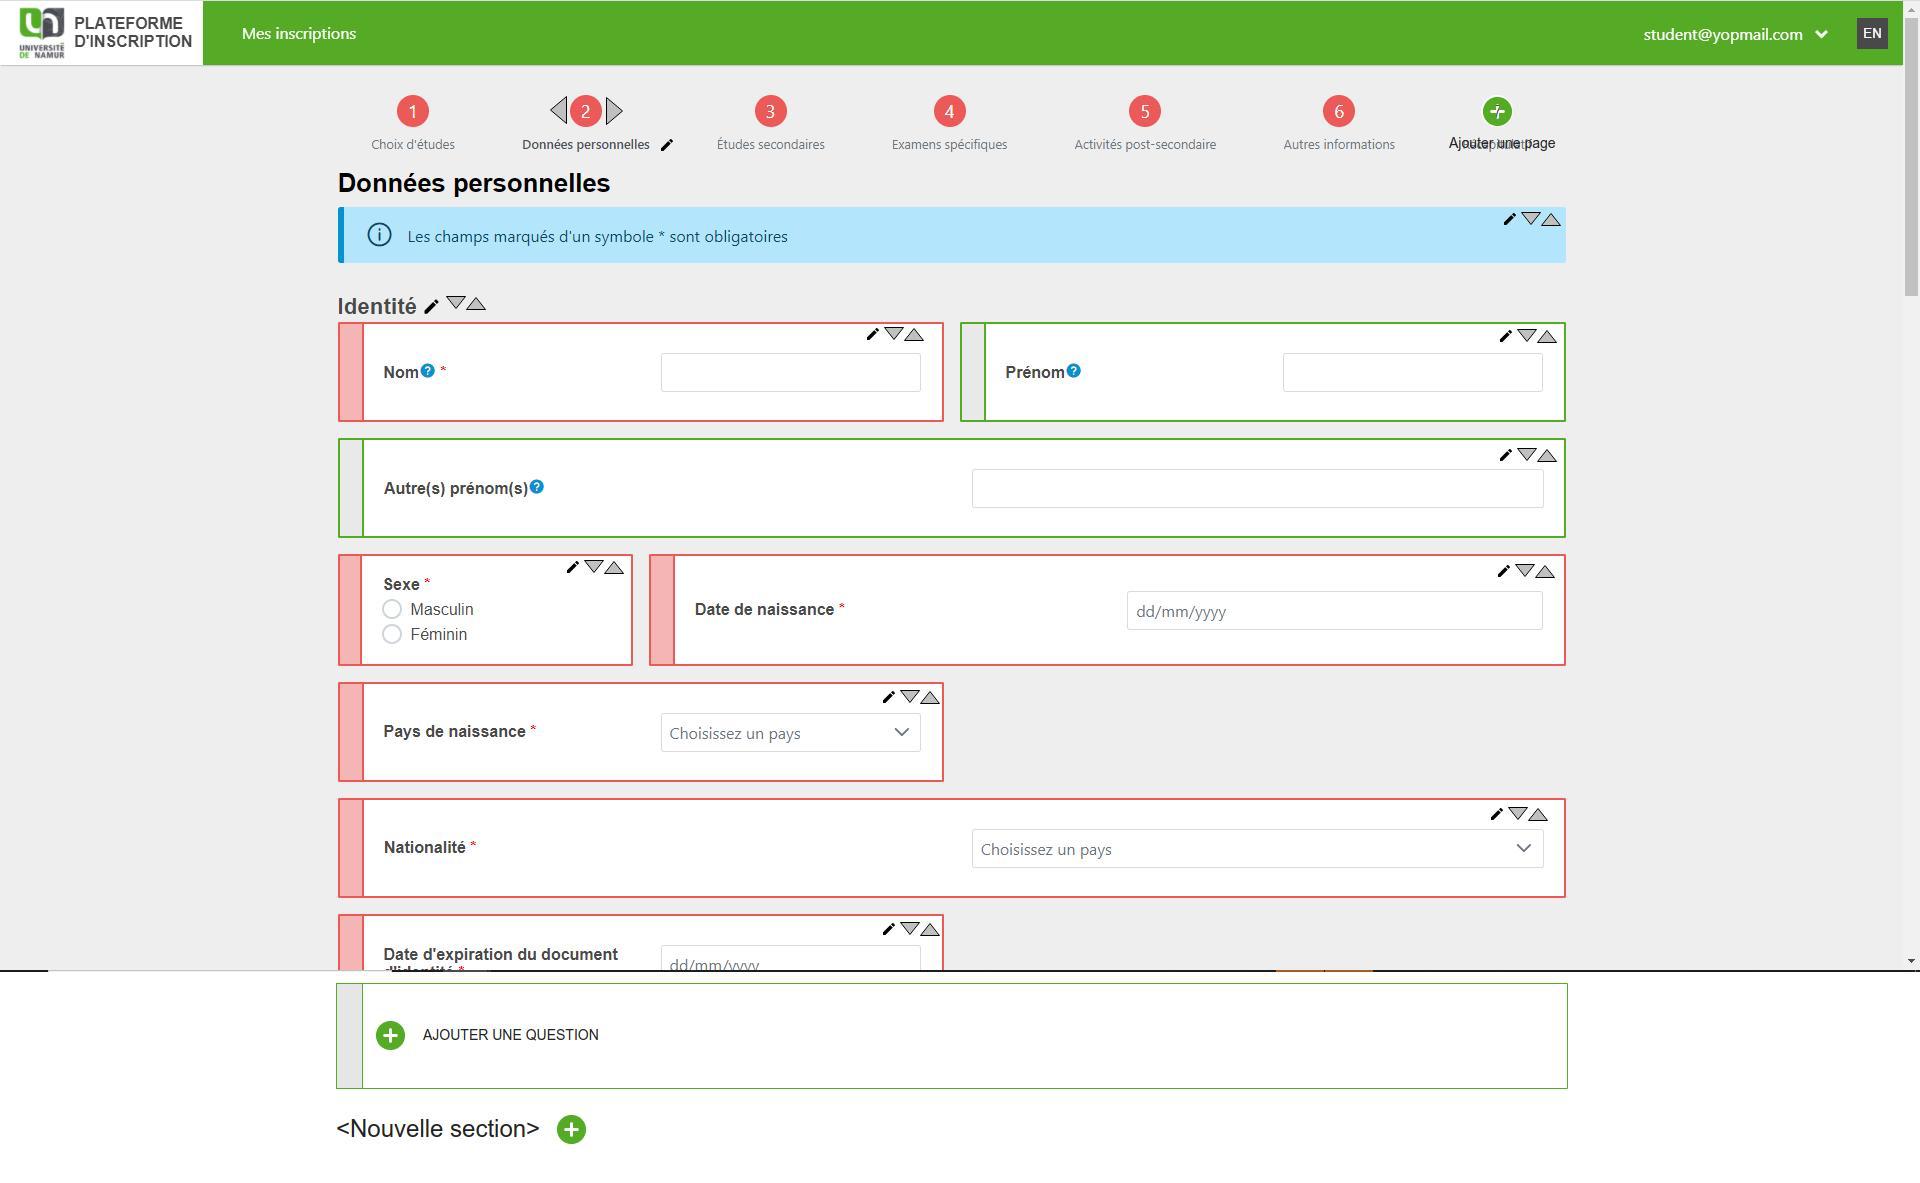 PLATEFORME
D'INSCRIPTION
UNIVERSITÉ
DE NAMUR
Mes inscriptions
student@yopmail.com
EN
1
2
3
4
5
6
Choix d'études
Données personnelles
Études secondaires
Examens spécifiques
Activités post-secondaire
Autres informations
Ajouter une page
Données personnelles
Les champs marqués d'un symbole * sont obligatoires
Identité
Nom *
Prénom
Autre(s) prénom(s)
Sexe *
Masculin
Féminin
Date de naissance *
dd/mm/yyyy
Pays de naissance *
Choisissez un pays
Nationalité *
Choisissez un pays
Date d'expiration du document
d'identité *
dd/mm/yyyy
AJOUTER UNE QUESTION
<Nouvelle section>